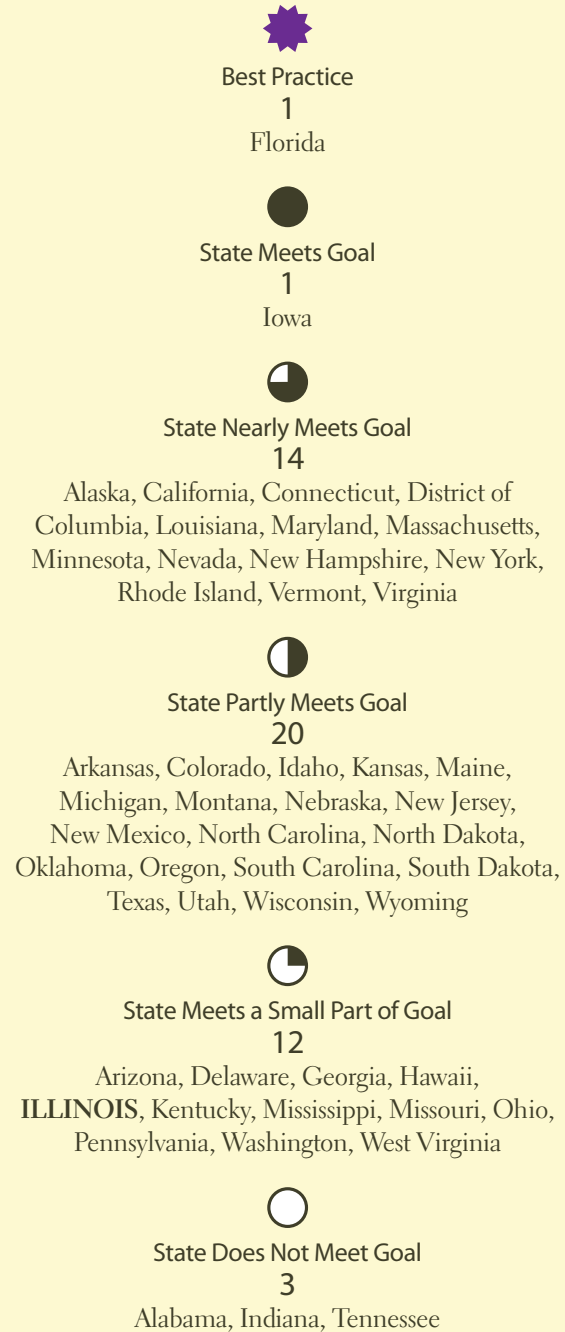 Best Practice
1
Florida
State Meets Goal
1
Iowa
State Nearly Meets Goal
14
Alaska, California, Connecticut, District of
Columbia, Louisiana, Maryland, Massachusetts,
Minnesota, Nevada, New Hampshire, New York,
Rhode Island, Vermont, Virginia
State Partly Meets Goal
20
Arkansas, Colorado, Idaho, Kansas, Maine,
Michigan, Montana, Nebraska, New Jersey,
New Mexico, North Carolina, North Dakota,
Oklahoma, Oregon, South Carolina, South Dakota,
Texas, Utah, Wisconsin, Wyoming
State Meets a Small Part of Goal
12
Arizona, Delaware, Georgia, Hawaii,
ILLINOIS, Kentucky, Mississippi, Missouri, Ohio,
Pennsylvania, Washington, West Virginia
State Does Not Meet Goal
3
Alabama, Indiana, Tennessee